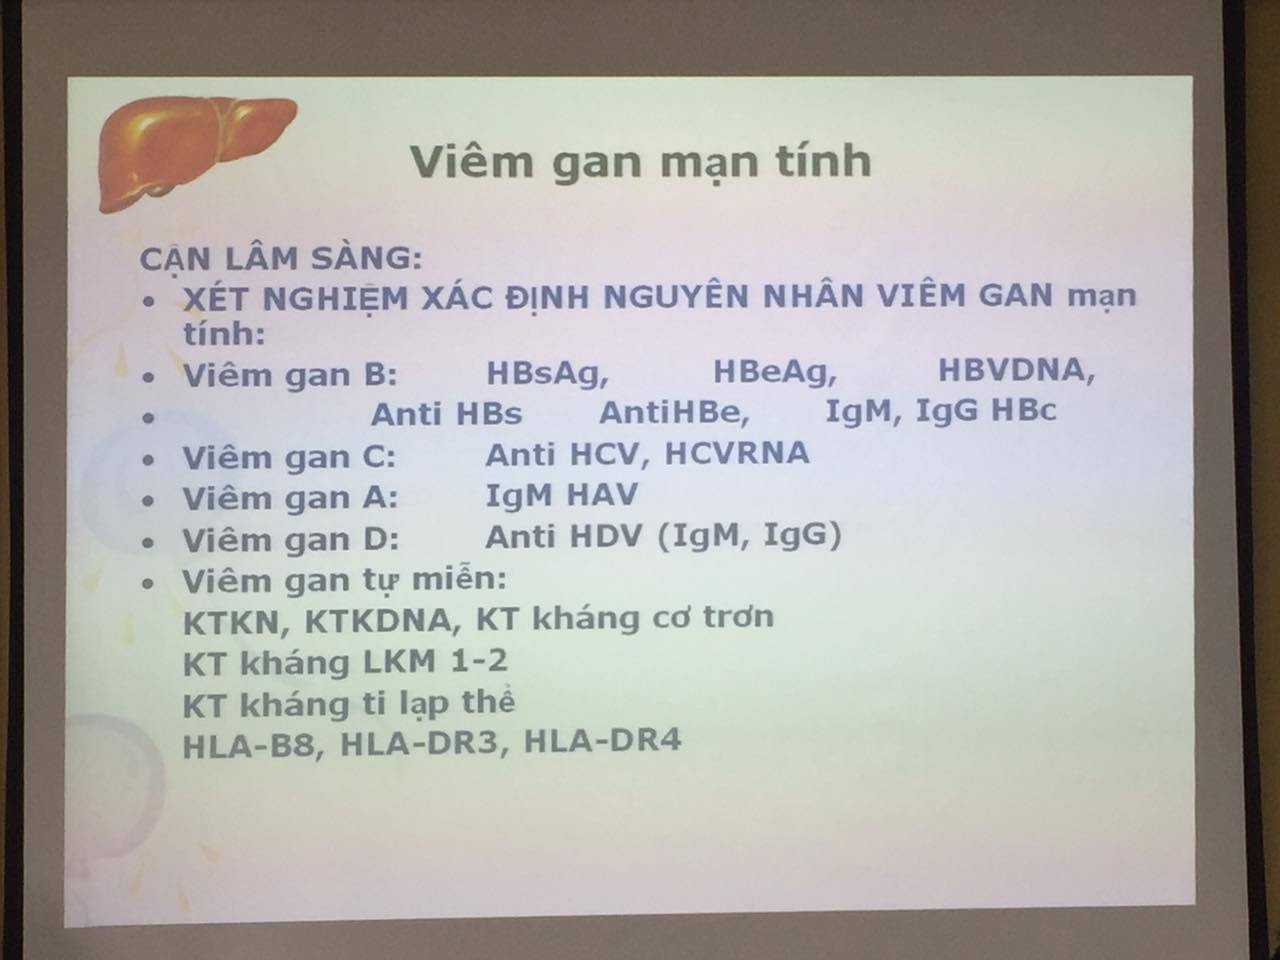 Viêm gan mạn tính
CẬN LÂM SÀNG:
• XÉT NGHIỆM XÁC ĐỊNH NGUYÊN NHÂN VIÊM GAN mạn
tính:
• Viêm gan B: HBsAg, HBeAg, HBVDNA,
• Anti HBs AntiHBe, IgM, IgG HBc
• Viêm gan C: Anti HCV, HCVRNA
• Viêm gan A: IgM HAV
• Viêm gan D: Anti HDV (IgM, IgG)
• Viêm gan tự miễn:
KTKN, KTKDNA, KT kháng cơ trơn
KT kháng LKM 1-2
KT kháng ti lạp thể
HLA-B8, HLA-DR3, HLA-DR4